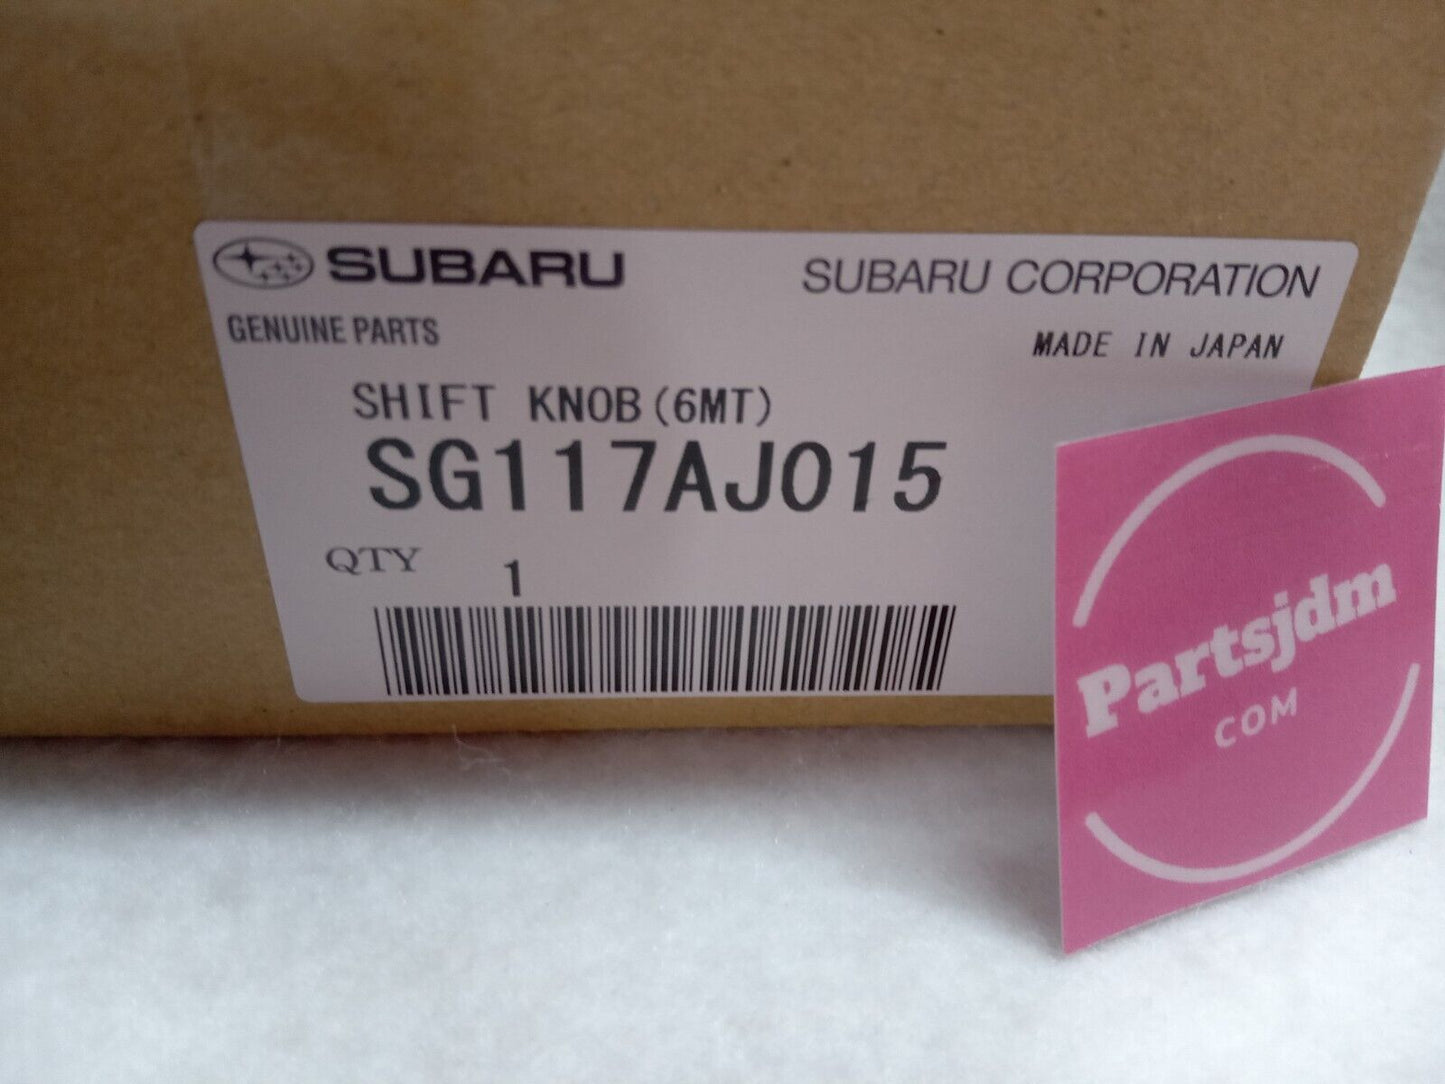 SUBARU
SUBARU CORPORATION
GENUINE PARTS
MADE IN JAPAN
SHIFT KNOB(6MT)
SG117AJ015
QTY 1
Partsjdm
COM